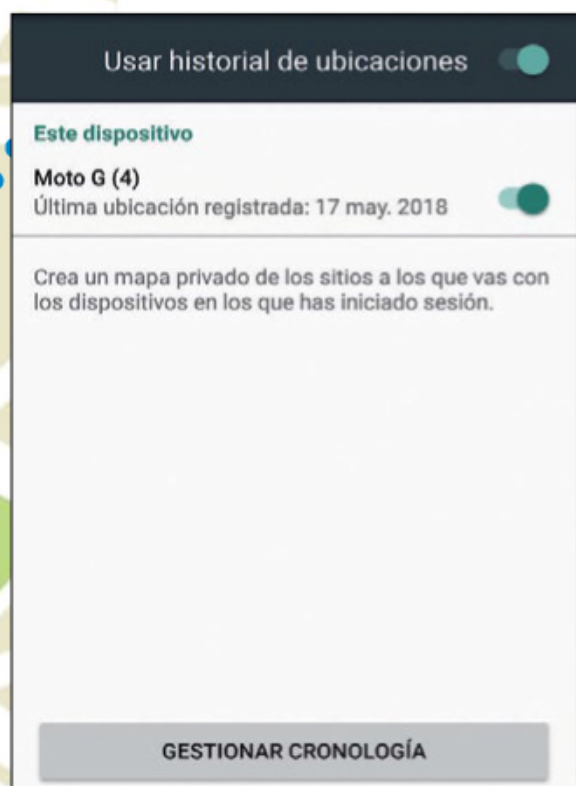 Usar historial de ubicaciones
Este dispositivo
Moto G (4)
Última ubicación registrada: 17 may. 2018
Crea un mapa privado de los sitios a los que vas con
los dispositivos en los que has iniciado sesión.
GESTIONAR CRONOLOGÍA